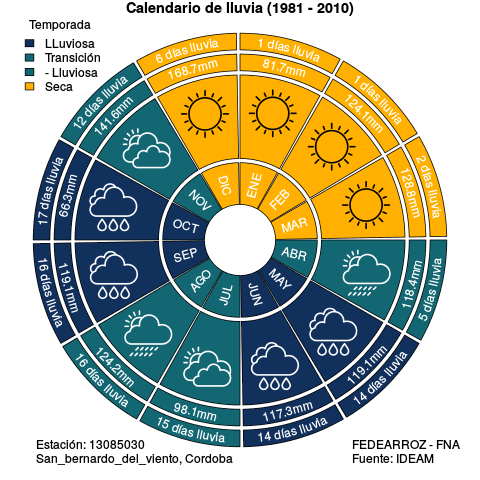 Calendario de lluvia (1981 - 2010)
Temporada
LLuviosa
Transición
- Lluviosa
Seca
1 días lluvia
81.7mm
ENE
1 días lluvia
124.1mm
FEB
2 días lluvia
128.8mm
MAR
5 días lluvia
118.4mm
ABR
14 días lluvia
119.1mm
MAY
14 días lluvia
117.3mm
JUN
15 días lluvia
98.1mm
JUL
16 días lluvia
124.2mm
AGO
16 días lluvia
119.1mm
SEP
17 días lluvia
66.3mm
OCT
12 días lluvia
141.6mm
NOV
6 días lluvia
168.7mm
DIC
Estación: 13085030
San_bernardo_del_viento, Cordoba
FEDEARROZ - FNA
Fuente: IDEAM